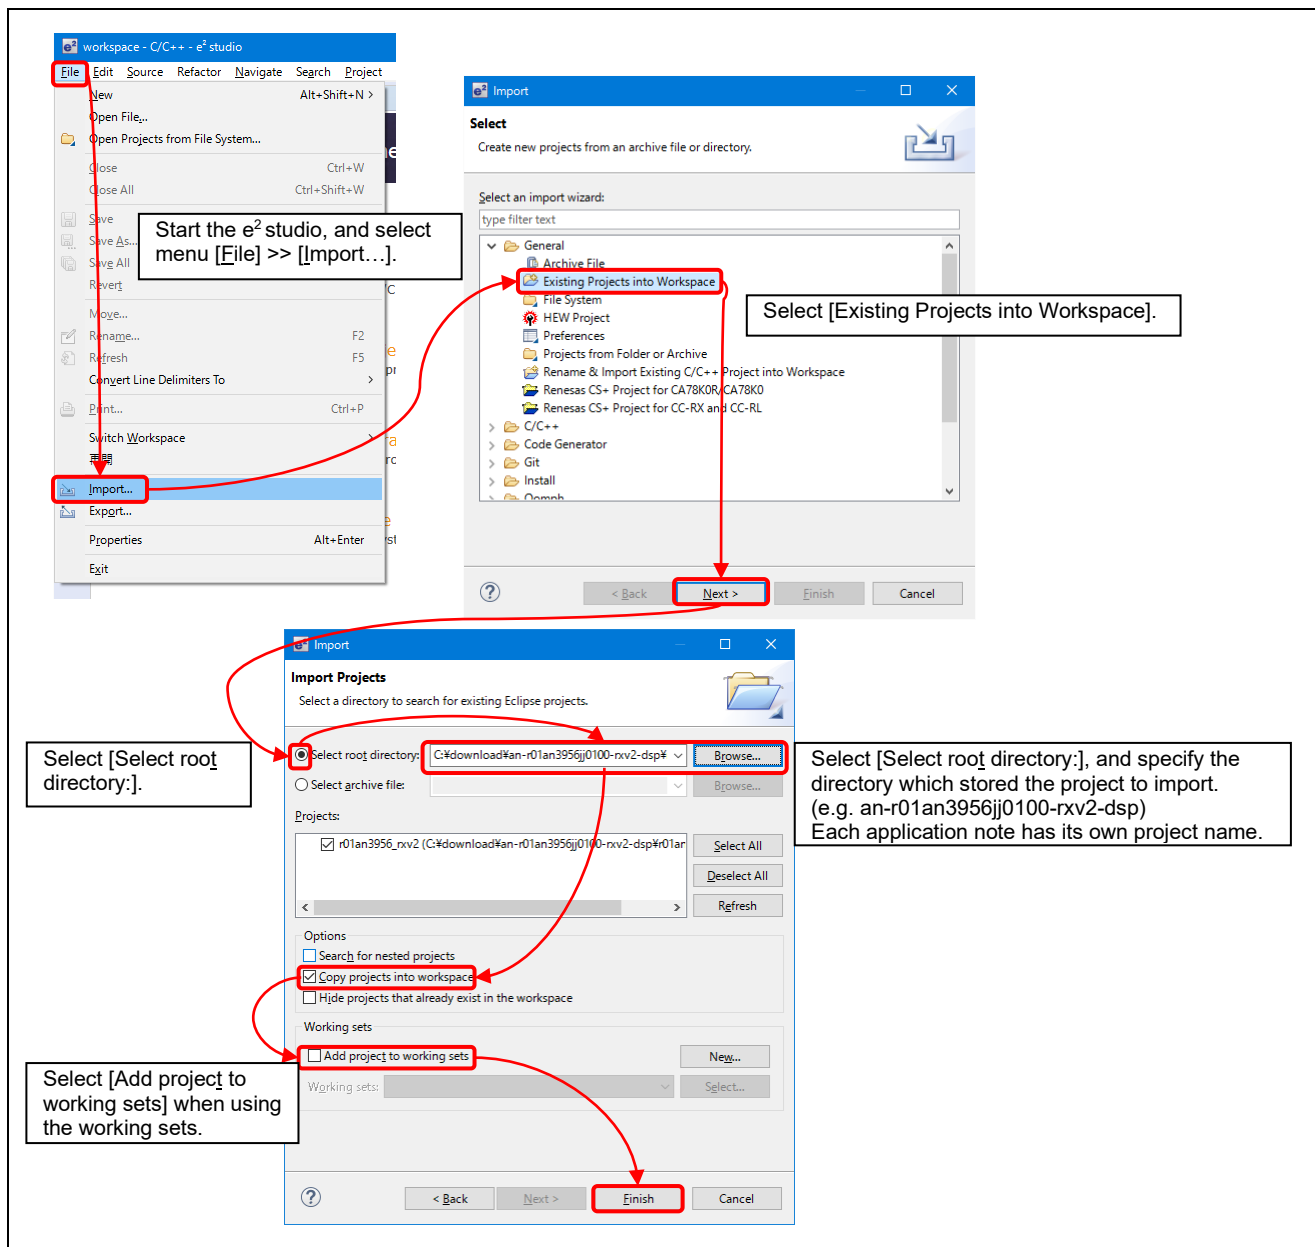 workspace - C/C++ - e² studio
File Edit Source Refactor Navigate Search Project
New Alt+Shift+N >
Open File...
Open Projects from File System...
Close Ctrl+W
Close All Ctrl+Shift+W
Save
Save As...
Save All
Revert
Move...
Rename... F2
Refresh F5
Convert Line Delimiters To >
Print... Ctrl+P
Switch Workspace >
再開
Import...
Export...
Properties Alt+Enter
Exit
Start the e² studio, and select
menu [File] >> [Import…].
Import
Select
Create new projects from an archive file or directory.
Select an import wizard:
type filter text
General
Archive File
Existing Projects into Workspace
File System
HEW Project
Preferences
Projects from Folder or Archive
Rename & Import Existing C/C++ Project into Workspace
Renesas CS+ Project for CA78K0R/CA78K0
Renesas CS+ Project for CC-RX and CC-RL
C/C++
Code Generator
Git
Install
Oomph
< Back Next > Finish Cancel
Select [Existing Projects into Workspace].
Import
Import Projects
Select a directory to search for existing Eclipse projects.
Select root directory: C:¥download¥an-r01an3956jj0100-rxv2-dsp¥ Browse...
Select archive file: Browse...
Projects:
r01an3956_rxv2 (C:¥download¥an-r01an3956jj0100-rxv2-dsp¥r01an
Select All
Deselect All
Refresh
Options
Search for nested projects
Copy projects into workspace
Hide projects that already exist in the workspace
Working sets
Add project to working sets New...
Working sets: Select...
< Back Next > Finish Cancel
Select [Select root
directory:].
Select [Select root directory:], and specify the
directory which stored the project to import.
(e.g. an-r01an3956jj0100-rxv2-dsp)
Each application note has its own project name.
Select [Add project to
working sets] when using
the working sets.